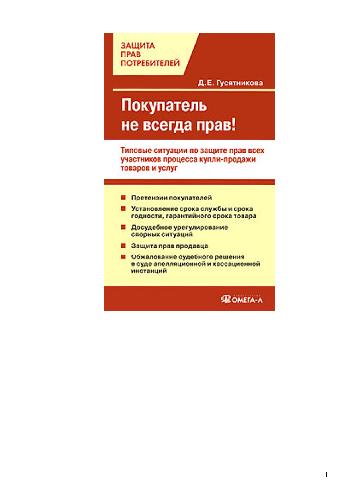 ЗАЩИТА
ПРАВ
ПОТРЕБИТЕЛЕЙ
Д. Е. Гусятникова
Покупатель
не всегда прав!
Типовые ситуации по защите прав всех
участников процесса купли-продажи
товаров и услуг
Претензии покупателей
Установление срока службы и срока
годности, гарантийного срока товара
Досудебное урегулирование
спорных ситуаций
Защита прав продавца
Обжалование судебного решения
в суде апелляционной и кассационной
инстанций
ОМЕГА-Л